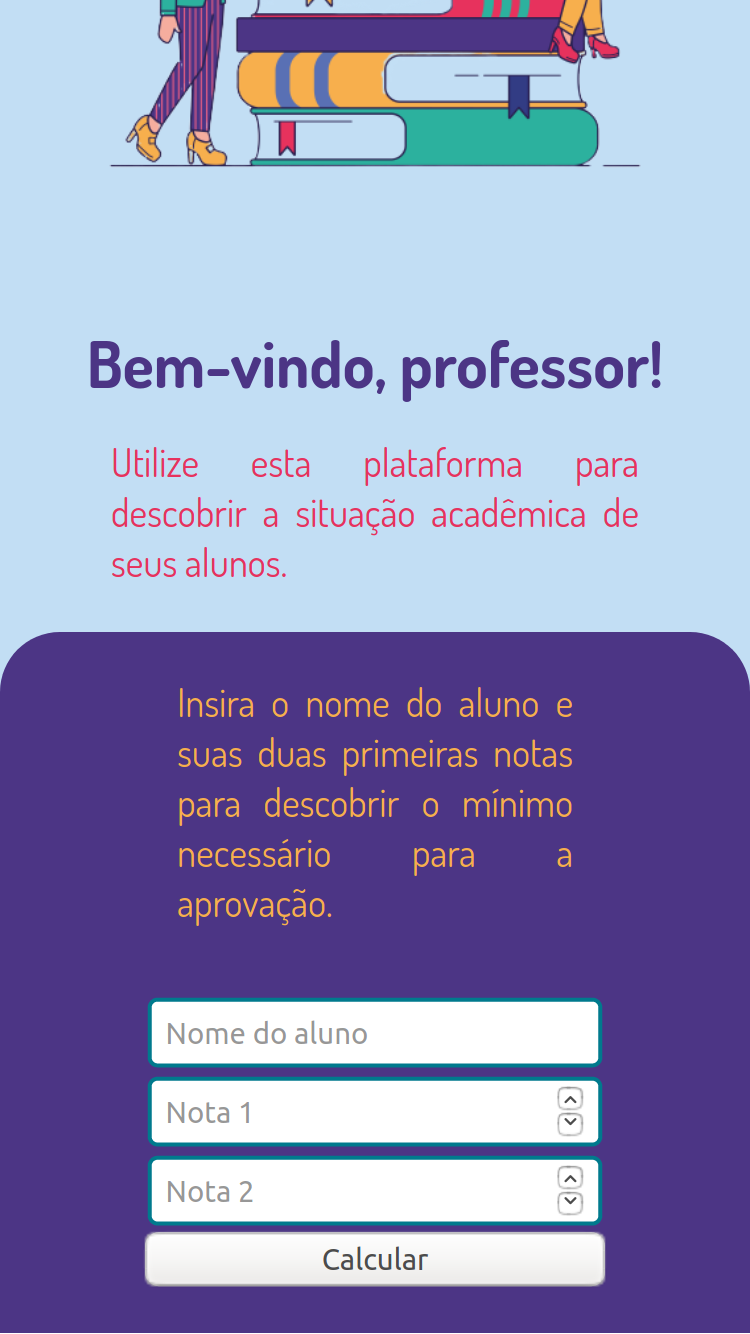 Bem-vindo, professor!
Utilize esta plataforma para
descobrir a situação acadêmica de
seus alunos.
Insira o nome do aluno e
suas duas primeiras notas
para descobrir o mínimo
necessário para a
aprovação.
Nome do aluno
Nota 1
Nota 2
Calcular